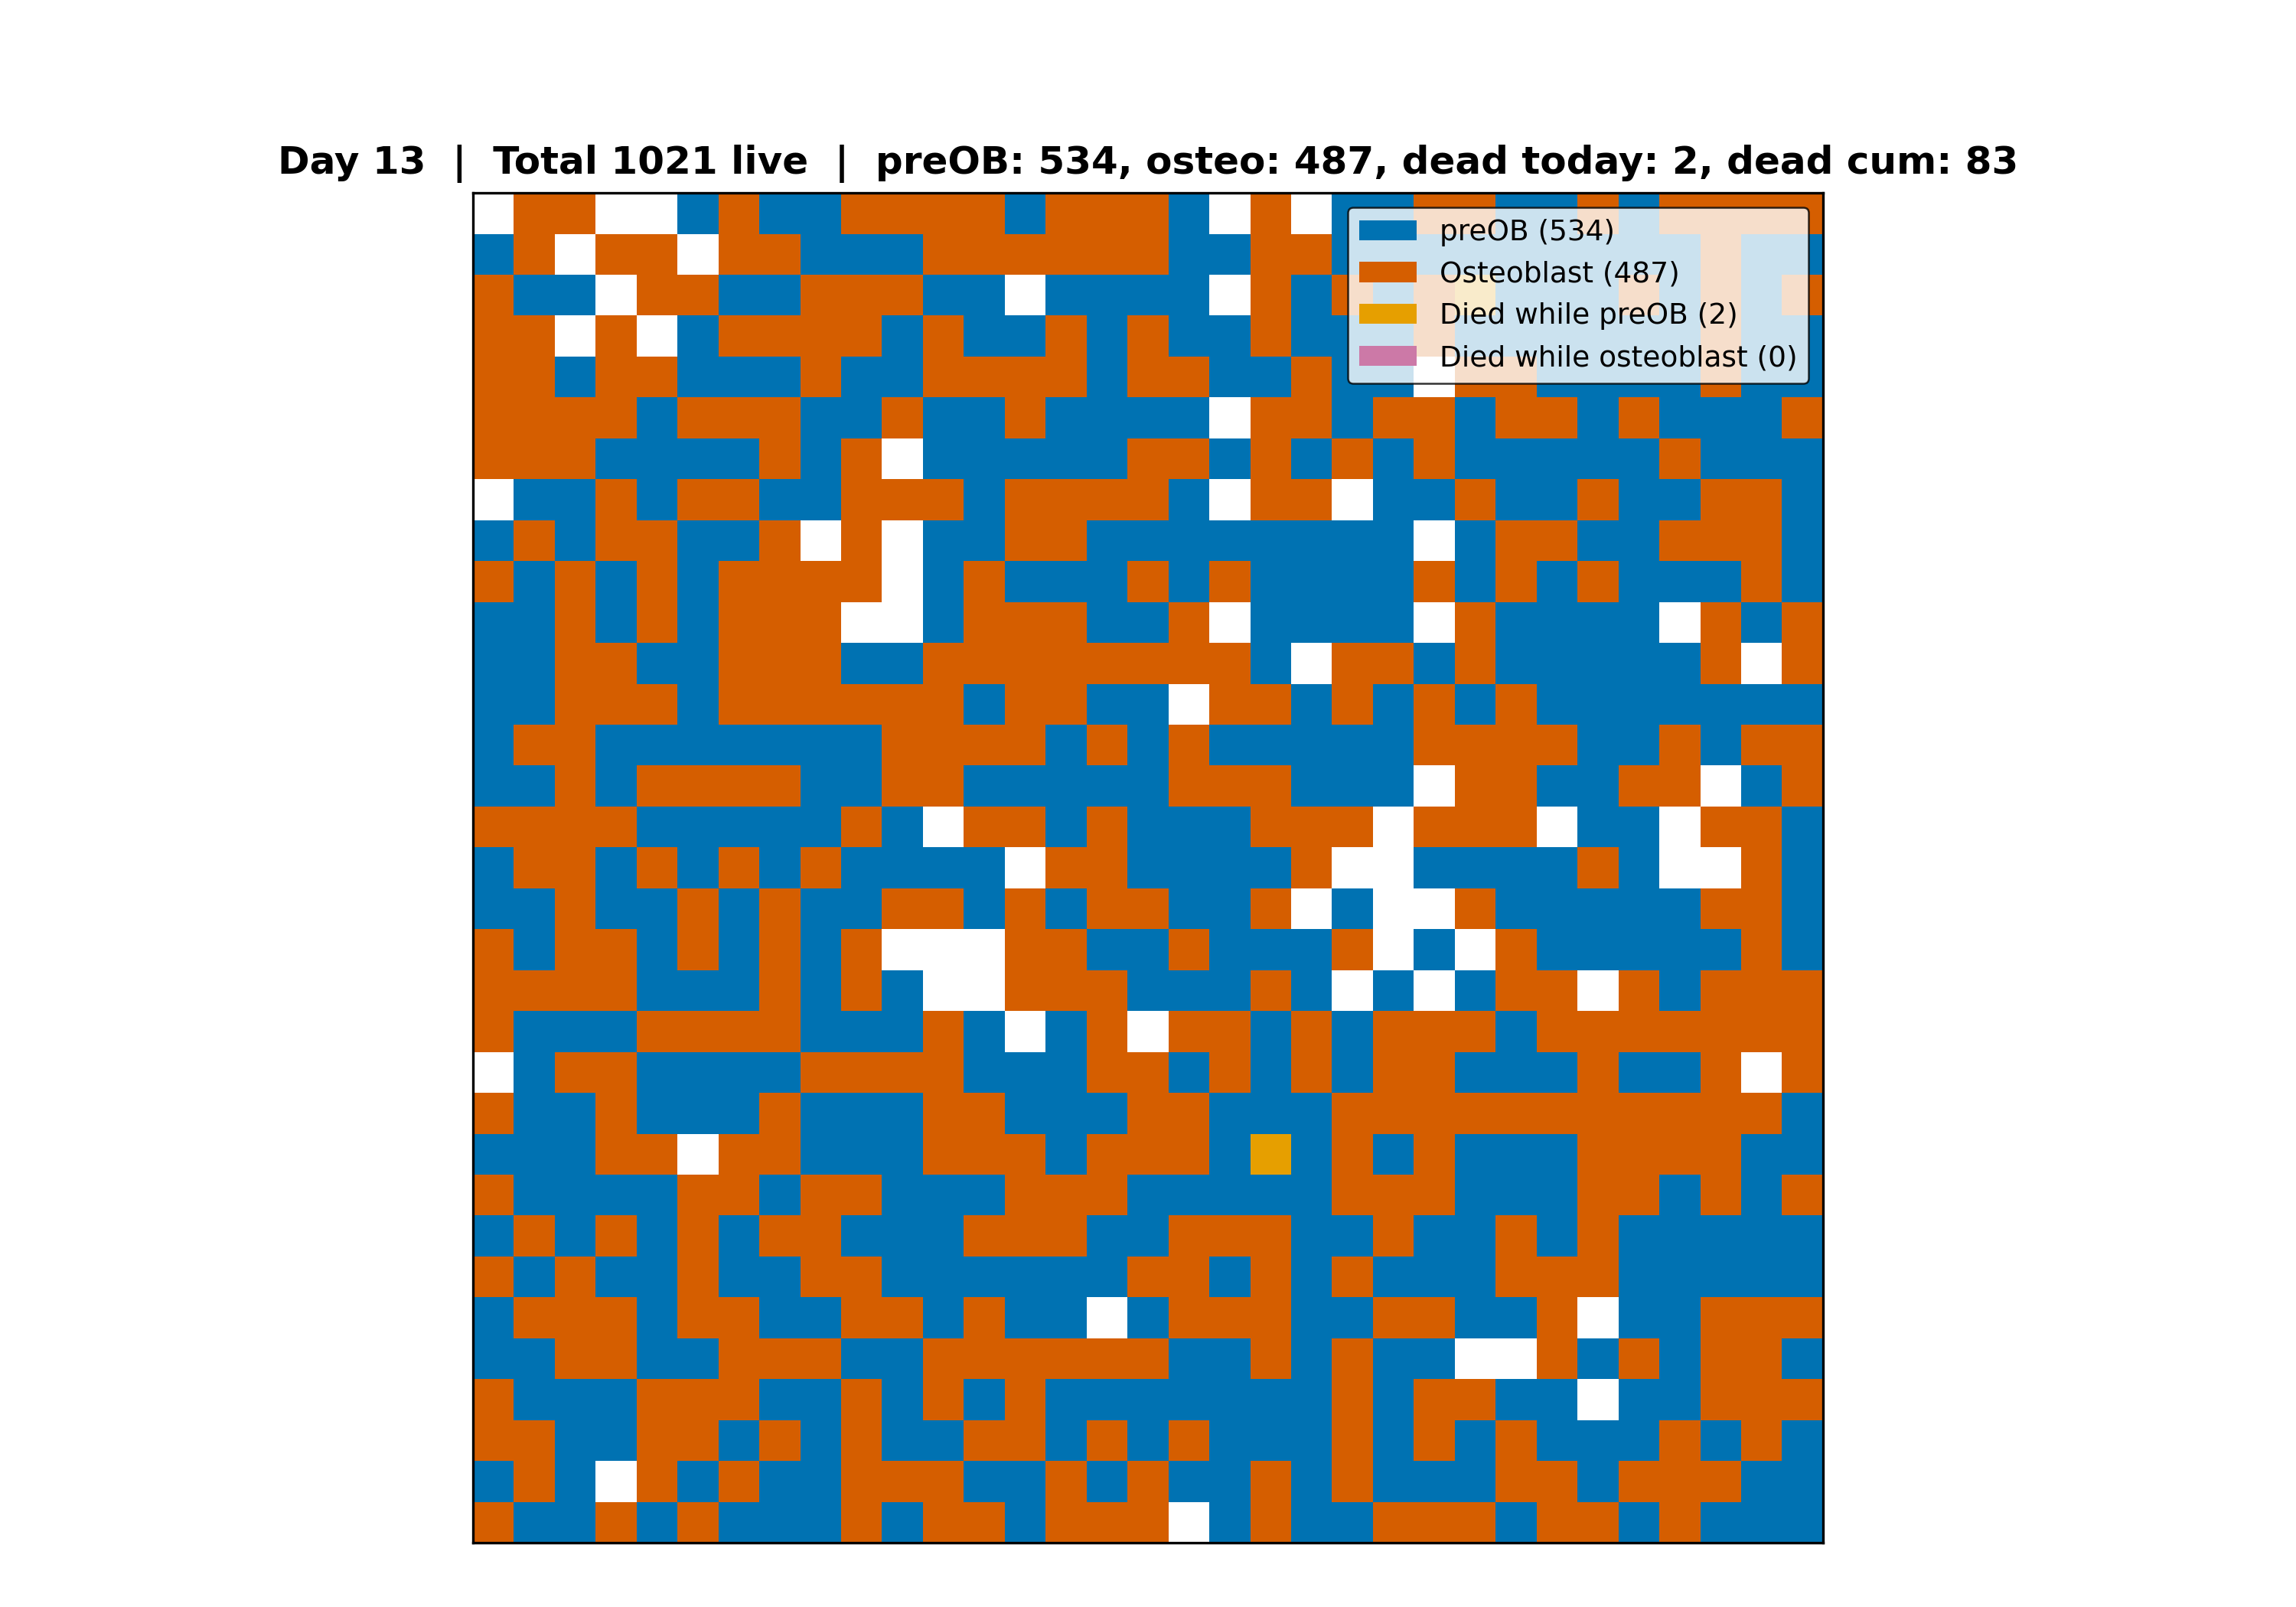 Day 13 | Total 1021 live | preOB: 534, osteo: 487, dead today: 2, dead cum: 83
preOB (534)
Osteoblast (487)
Died while preOB (2)
Died while osteoblast (0)